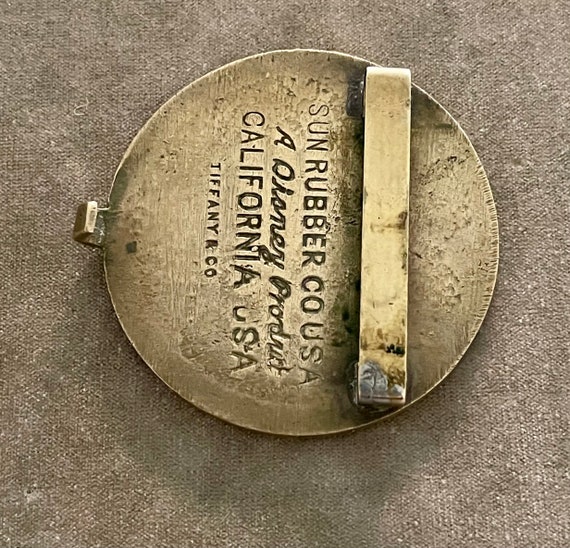 SUN RUBBER CO USA
A Disney Product
CALIFORNIA USA
TIFFANY & CO